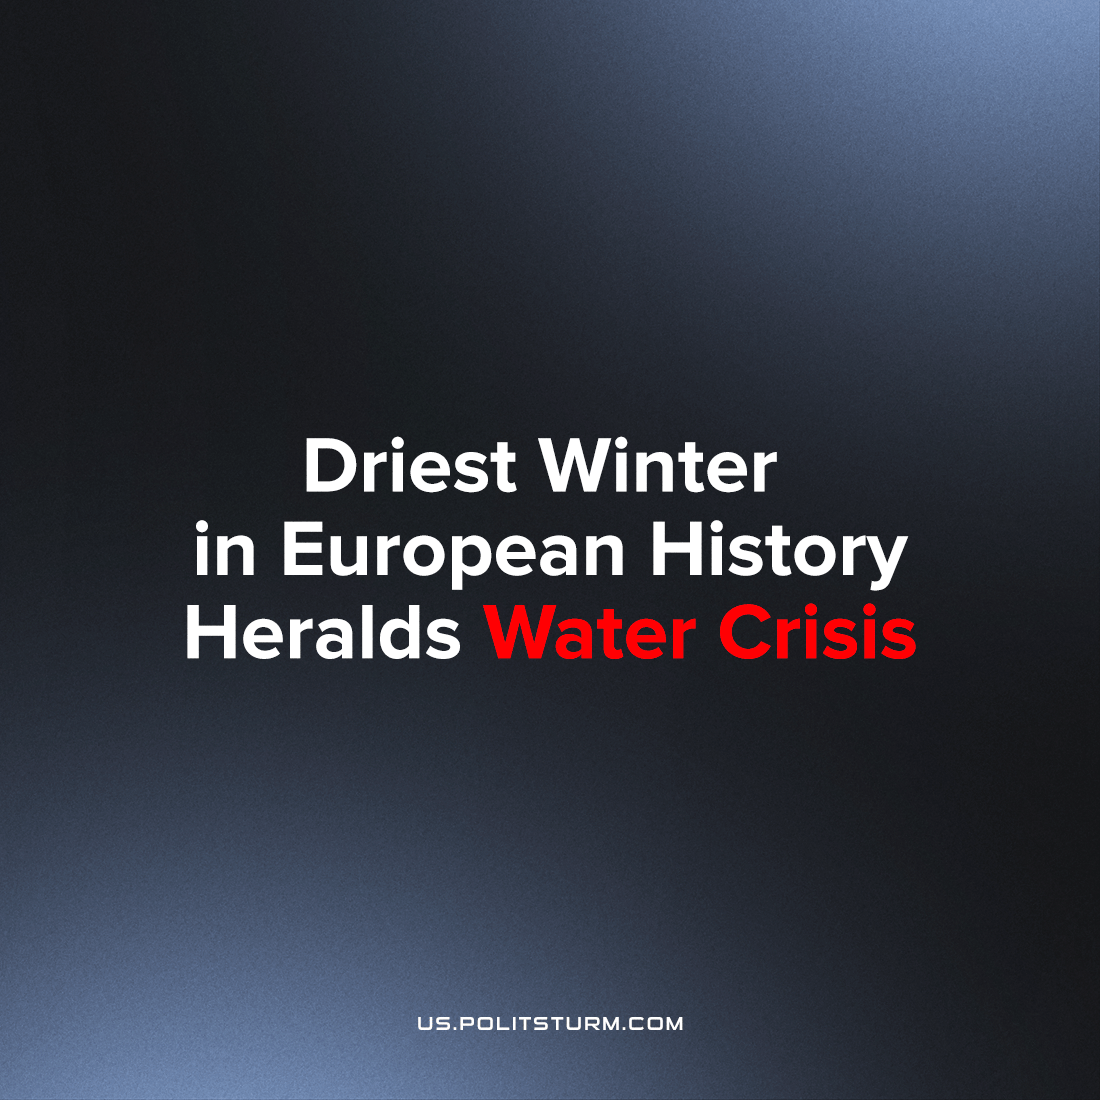 Driest Winter
in European History
Heralds Water Crisis
US.POLITSTURM.COM